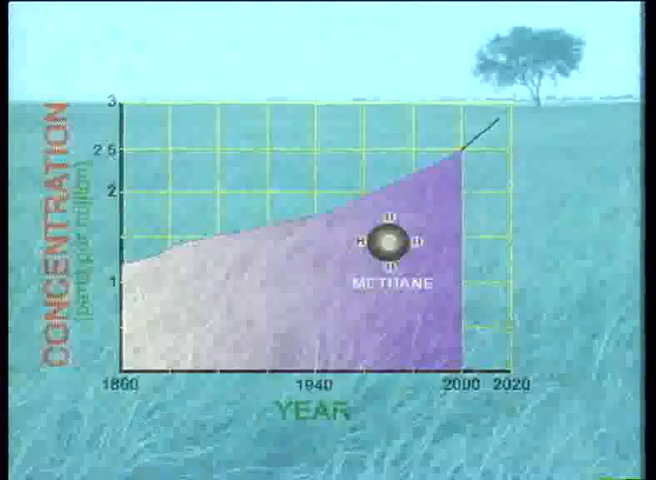 CONCENTRATION
(parts per million)
3
2.5
2
1
H
H H
H
METHANE
1860 1940 2000 2020
YEAR